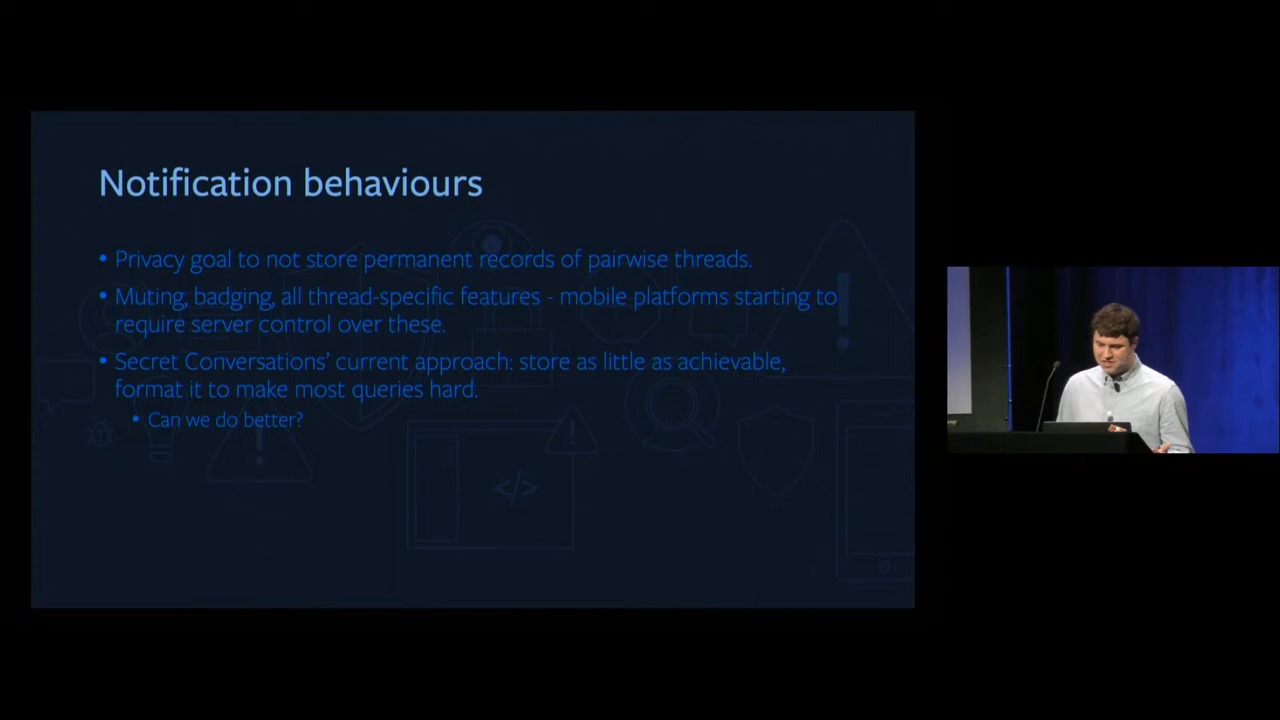 Notification behaviours
• Privacy goal to not store permanent records of pairwise threads.
• Muting, badging, all thread-specific features - mobile platforms starting to
require server control over these.
• Secret Conversations’ current approach: store as little as achievable,
format it to make most queries hard.
• Can we do better?
</>